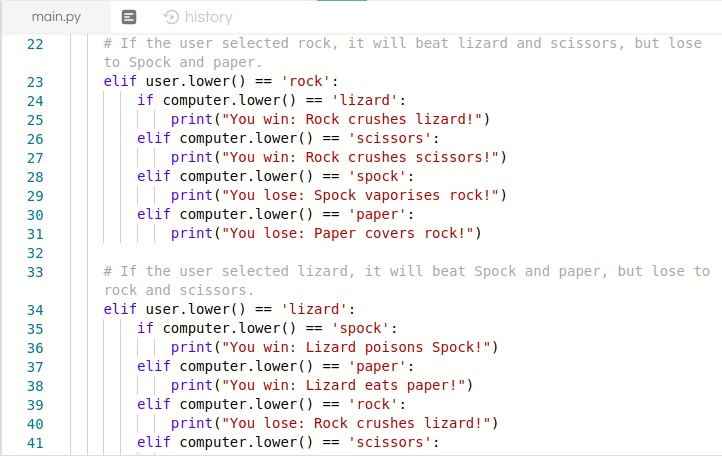 main.py history
22 # If the user selected rock, it will beat lizard and scissors, but lose
to Spock and paper.
23 elif user.lower() == 'rock':
24 if computer.lower() == 'lizard':
25 print("You win: Rock crushes lizard!")
26 elif computer.lower() == 'scissors':
27 print("You win: Rock crushes scissors!")
28 elif computer.lower() == 'spock':
29 print("You lose: Spock vaporises rock!")
30 elif computer.lower() == 'paper':
31 print("You lose: Paper covers rock!")
32
33 # If the user selected lizard, it will beat Spock and paper, but lose to
rock and scissors.
34 elif user.lower() == 'lizard':
35 if computer.lower() == 'spock':
36 print("You win: Lizard poisons Spock!")
37 elif computer.lower() == 'paper':
38 print("You win: Lizard eats paper!")
39 elif computer.lower() == 'rock':
40 print("You lose: Rock crushes lizard!")
41 elif computer.lower() == 'scissors':